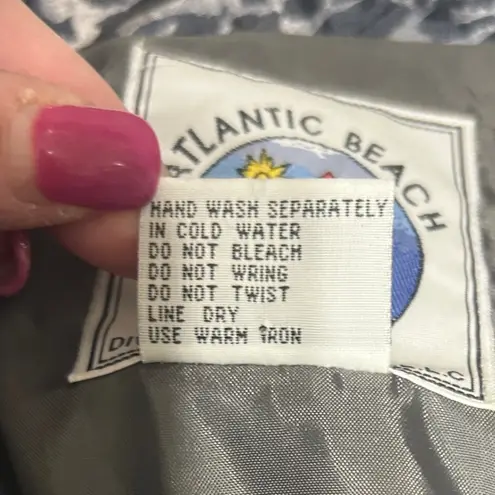 ATLANTIC BEACH
HAND WASH SEPARATELY
IN COLD WATER
DO NOT BLEACH
DO NOT WRING
DO NOT TWIST
LINE DRY
USE WARM IRON